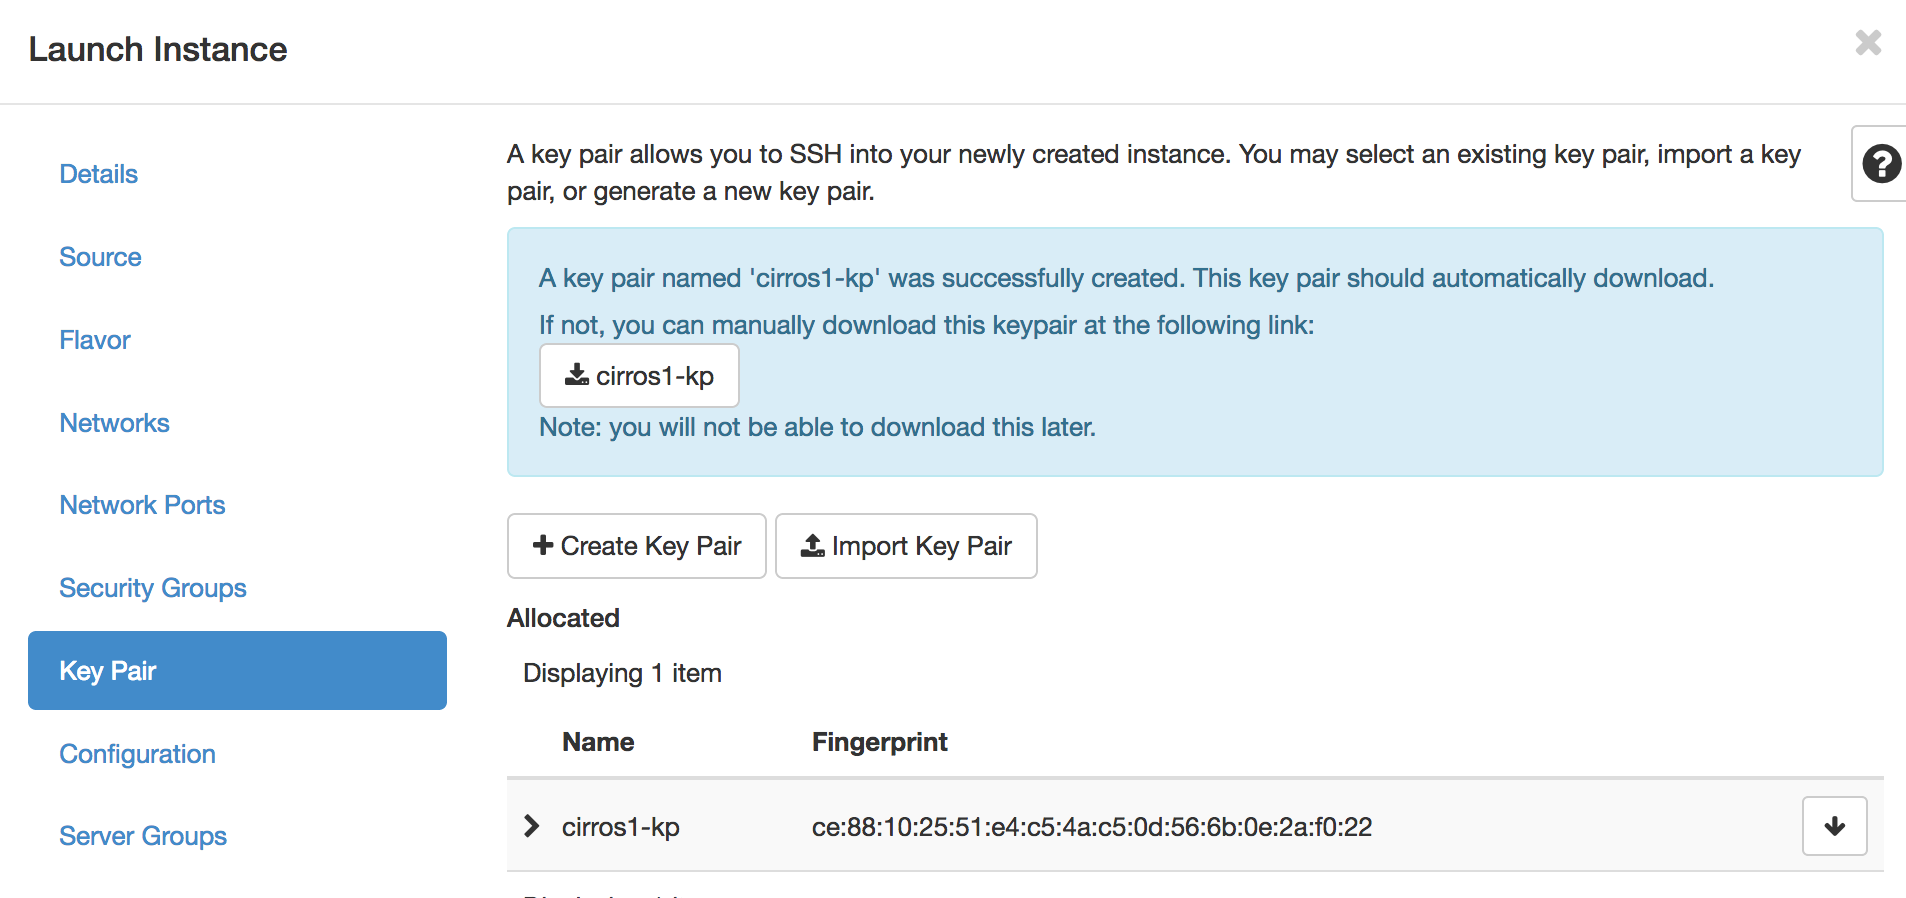 Launch Instance
Details
Source
Flavor
Networks
Network Ports
Security Groups
Key Pair
Configuration
Server Groups
A key pair allows you to SSH into your newly created instance. You may select an existing key pair, import a key
pair, or generate a new key pair.
A key pair named 'cirros1-kp' was successfully created. This key pair should automatically download.
If not, you can manually download this keypair at the following link:
cirros1-kp
Note: you will not be able to download this later.
Create Key Pair
Import Key Pair
Allocated
Displaying 1 item
Name Fingerprint
cirros1-kp ce:88:10:25:51:e4:c5:4a:c5:0d:56:6b:0e:2a:f0:22